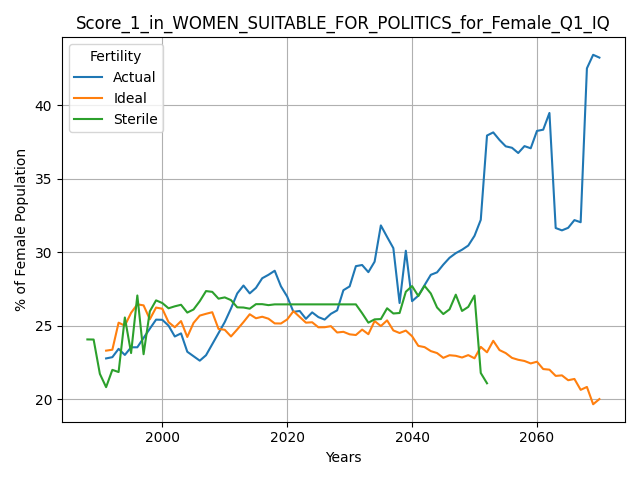 Score_1_in_WOMEN_SUITABLE_FOR_POLITICS_for_Female_Q1_IQ
Fertility
Actual
Ideal
Sterile
% of Female Population
40
35
30
25
20
2000
2020
2040
2060
Years